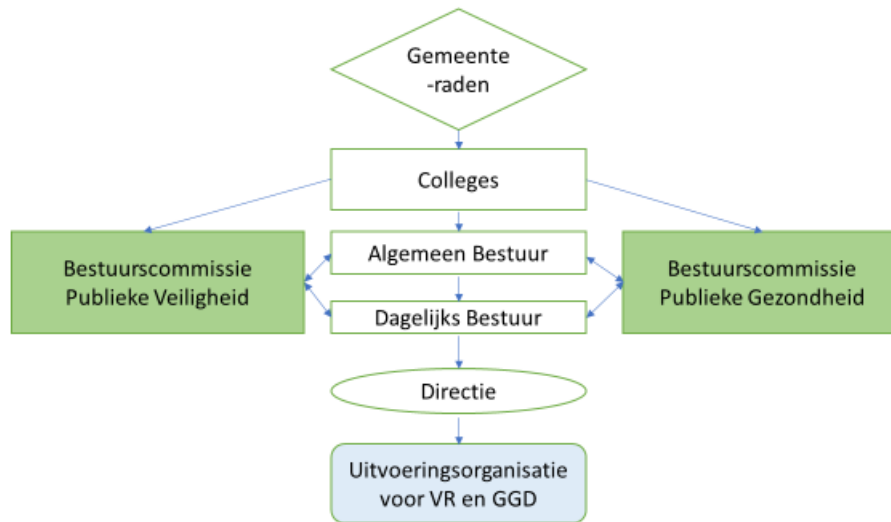 Gemeente
-raden
Colleges
Bestuurscommissie
Publieke Veiligheid
Algemeen Bestuur
Dagelijks Bestuur
Bestuurscommissie
Publieke Gezondheid
Directie
Uitvoeringsorganisatie
voor VR en GGD